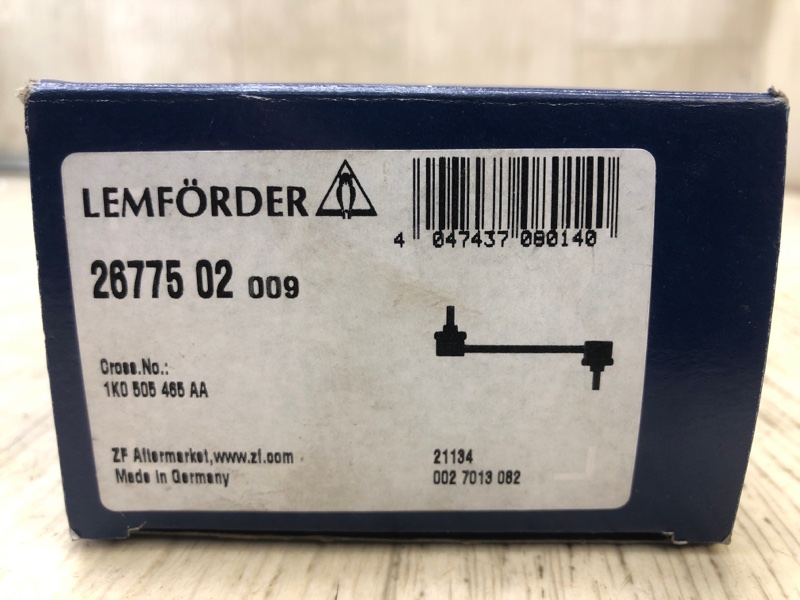 LEMFÖRDER
4 047437 080140
26775 02 009
Cross.No.:
1K0 505 465 AA
ZF Aftermarket,www.zf.com
Made in Germany
21134
002 7013 082